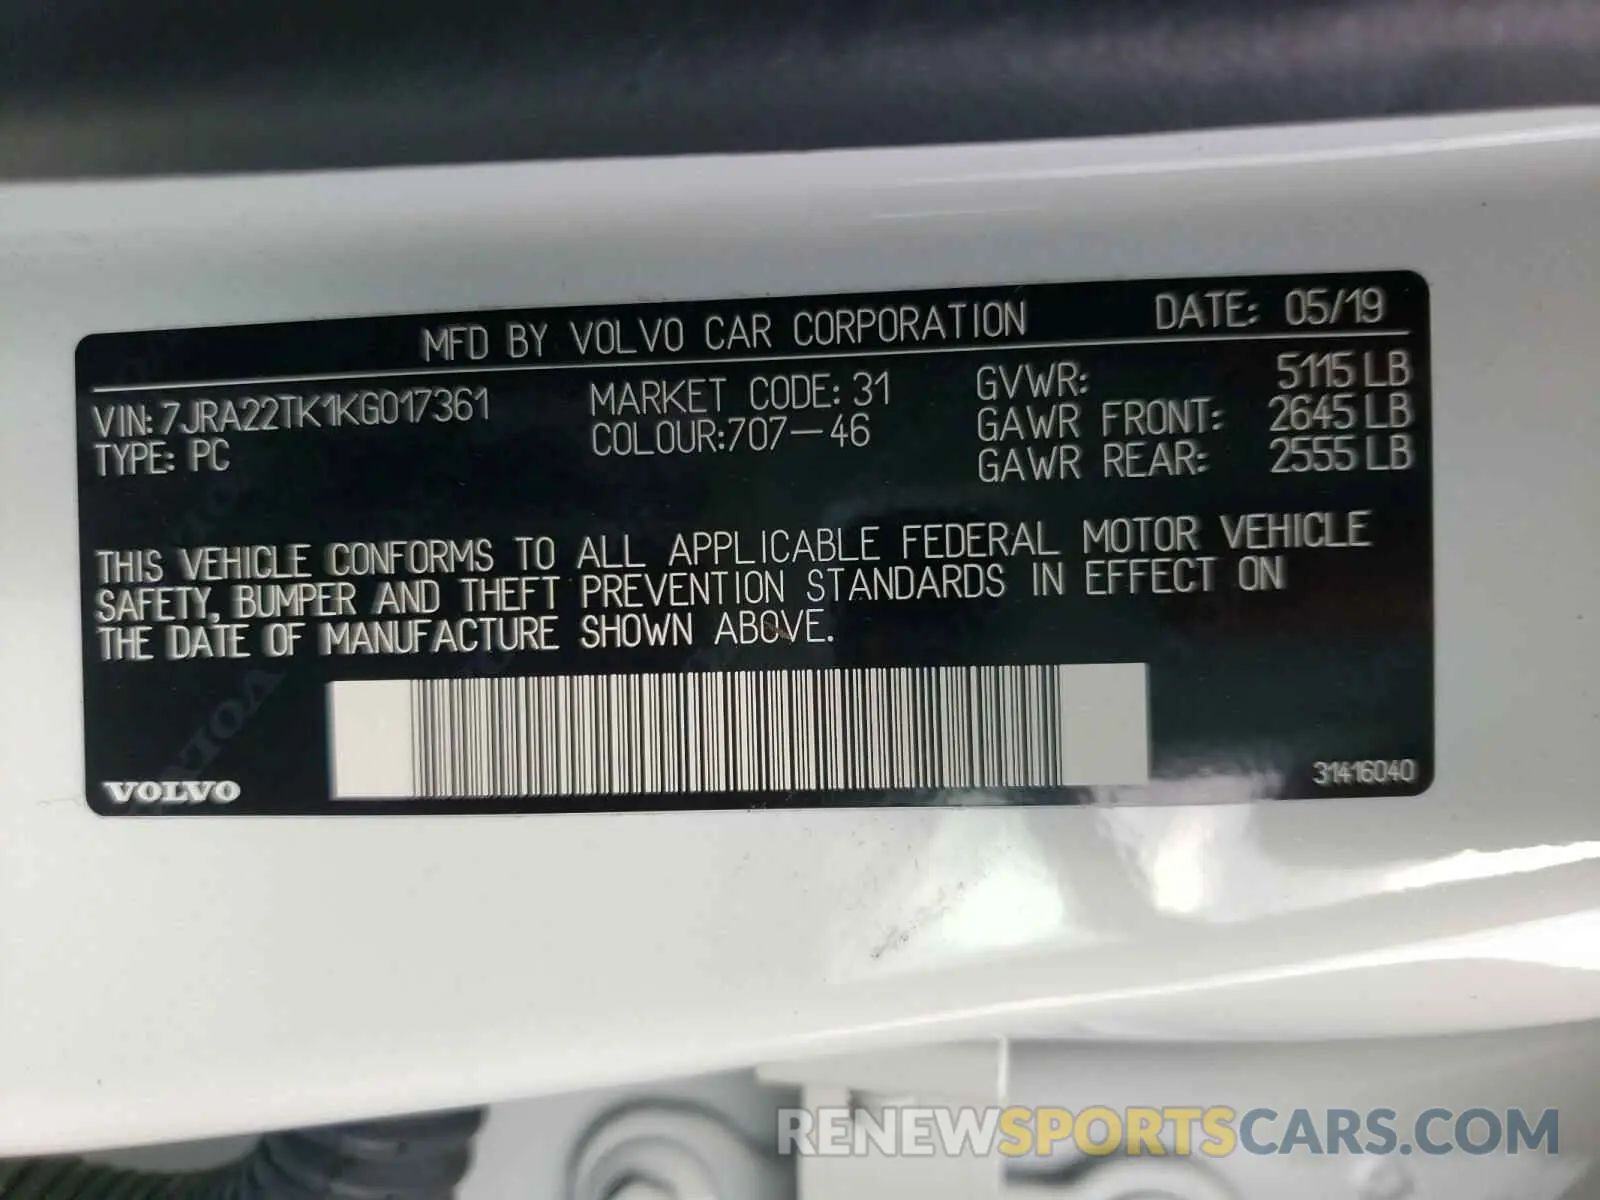 MFD BY VOLVO CAR CORPORATION DATE: 05/19
VIN: 7JRA22TK1KG017361 MARKET CODE: 31 GVWR: 5115 LB
TYPE: PC COLOUR:707-46 GAWR FRONT: 2645 LB
GAWR REAR: 2555 LB
THIS VEHICLE CONFORMS TO ALL APPLICABLE FEDERAL MOTOR VEHICLE
SAFETY, BUMPER AND THEFT PREVENTION STANDARDS IN EFFECT ON
THE DATE OF MANUFACTURE SHOWN ABOVE.
VOLVO
31416040
RENEWSPORTSCARS.COM